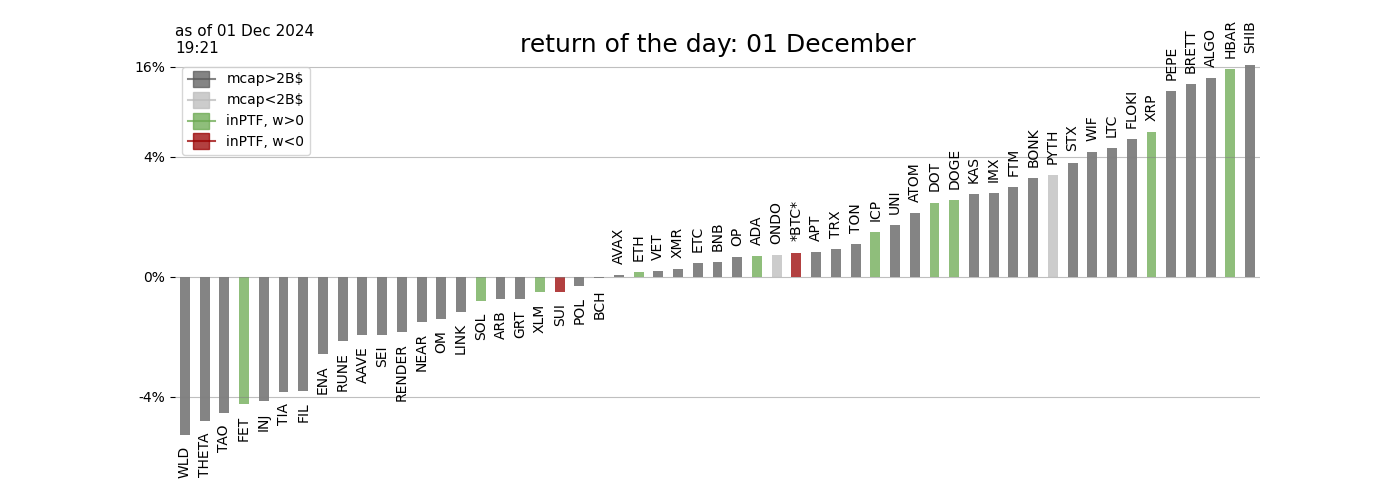 as of 01 Dec 2024
19:21
return of the day: 01 December
16%
4%
0%
-4%
mcap>2B$
mcap<2B$
inPTF, w>0
inPTF, w<0
WLD
THETA
TAO
FET
INJ
TIA
FIL
ENA
RUNE
AAVE
SEI
RENDER
NEAR
OM
LINK
SOL
ARB
GRT
XLM
SUI
POL
BCH
AVAX
ETH
VET
XMR
ETC
BNB
OP
ADA
ONDO
*BTC*
APT
TRX
TON
ICP
UNI
ATOM
DOT
DOGE
KAS
IMX
FTM
BONK
PYTH
STX
WIF
LTC
FLOKI
XRP
PEPE
BRETT
ALGO
HBAR
SHIB